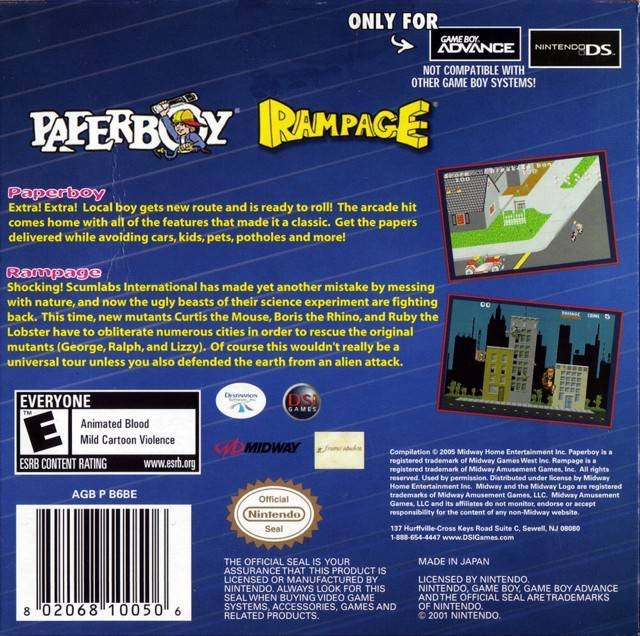 ONLY FOR
GAME BOY
ADVANCE
NINTENDO DS.
NOT COMPATIBLE WITH
OTHER GAME BOY SYSTEMS!
PAPERBOY
RAMPAGE
Paperboy
Extra! Extra! Local boy gets new route and is ready to roll! The arcade hit
comes home with all of the features that made it a classic. Get the papers
delivered while avoiding cars, kids, pets, potholes and more!
Rampage
Shocking! Scumlabs International has made yet another mistake by messing
with nature, and now the ugly beasts of their science experiment are fighting
back. This time, new mutants Curtis the Mouse, Boris the Rhino, and Ruby the
Lobster have to obliterate numerous cities in order to rescue the original
mutants (George, Ralph, and Lizzy). Of course this wouldn't really be a
universal tour unless you also defended the earth from an alien attack.
EVERYONE
E
TM
Animated Blood
Mild Cartoon Violence
ESRB CONTENT RATING www.esrb.org
DESTINATION
DSI
GAMES
MIDWAY
AGB P B6BE
Official
Nintendo
Seal
Compilation © 2005 Midway Home Entertainment Inc. Paperboy is a
registered trademark of Midway Games West Inc. Rampage is a
registered trademark of Midway Amusement Games, Inc. All rights
reserved. Used by permission. Distributed under license by Midway
Home Entertainment Inc. Midway and the Midway Logo are registered
trademarks of Midway Amusement Games, LLC. Midway Amusement
Games, LLC and its affiliates do not monitor, endorse or accept
responsibility for the content of any non-Midway website.
137 Hurffville-Cross Keys Road Suite C, Sewell, NJ 08080
1-888-654-4447 www.DSIGames.com
8 02068 10050 6
THE OFFICIAL SEAL IS YOUR
ASSURANCE THAT THIS PRODUCT IS
LICENSED OR MANUFACTURED BY
NINTENDO. ALWAYS LOOK FOR THIS
SEAL WHEN BUYING VIDEO GAME
SYSTEMS, ACCESSORIES, GAMES AND
RELATED PRODUCTS.
MADE IN JAPAN
LICENSED BY NINTENDO.
NINTENDO, GAME BOY, GAME BOY ADVANCE
AND THE OFFICIAL SEAL ARE TRADEMARKS
OF NINTENDO.
© 2001 NINTENDO.